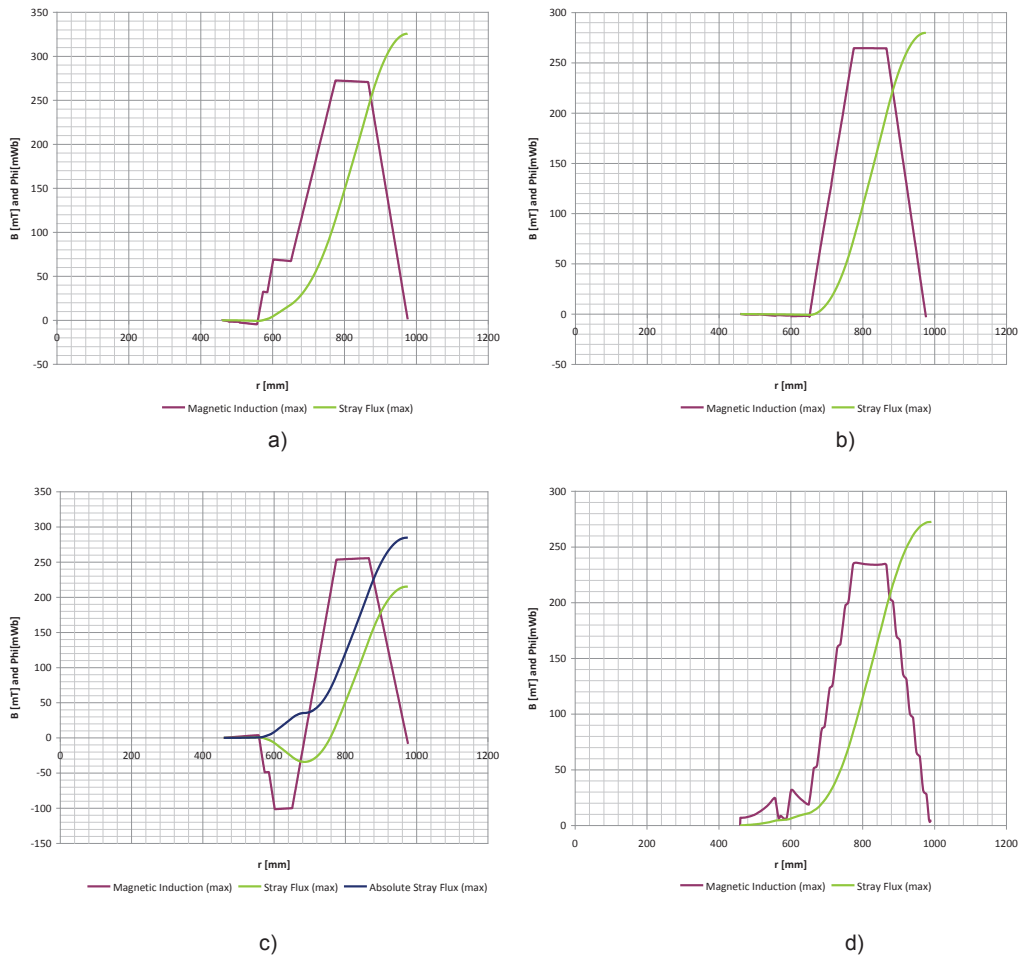 350
300
250
200
150
100
50
0
-50
0 200 400 600 800 1000 1200
B [mT] and Phi[mWb]
r [mm]
Magnetic Induction (max) Stray Flux (max)
a)
300
250
200
150
100
50
0
-50
0 200 400 600 800 1000 1200
B [mT] and Phi[mWb]
r [mm]
Magnetic Induction (max) Stray Flux (max)
b)
350
300
250
200
150
100
50
0
-50
-100
-150
0 200 400 600 800 1000 1200
B [mT] and Phi[mWb]
r [mm]
Magnetic Induction (max) Stray Flux (max) Absolute Stray Flux (max)
c)
300
250
200
150
100
50
0
0 200 400 600 800 1000 1200
B [mT] and Phi[mWb]
r [mm]
Magnetic Induction (max) Stray Flux (max)
d)